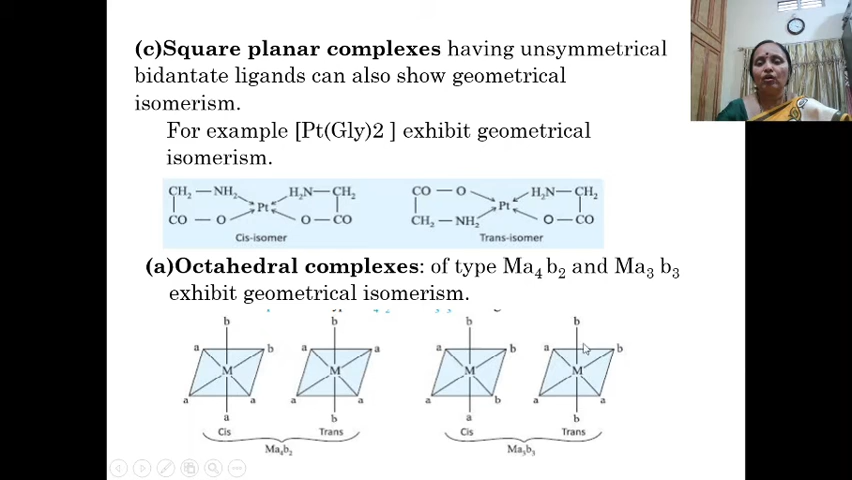 (c)Square planar complexes having unsymmetrical
bidantate ligands can also show geometrical
isomerism.
For example [Pt(Gly)2 ] exhibit geometrical
isomerism.
CH₂ — NH₂ H₂N — CH₂
Pt
CO — O O — CO
Cis-isomer
CO — O H₂N — CH₂
Pt
CH₂ — NH₂ O — CO
Trans-isomer
(a)Octahedral complexes: of type Ma₄ b₂ and Ma₃ b₃
exhibit geometrical isomerism.
b b b b
a b a a a b a b
M M M M
a a a a a b a a
a b a b
Cis Trans Cis Trans
Ma₄b₂ Ma₃b₃